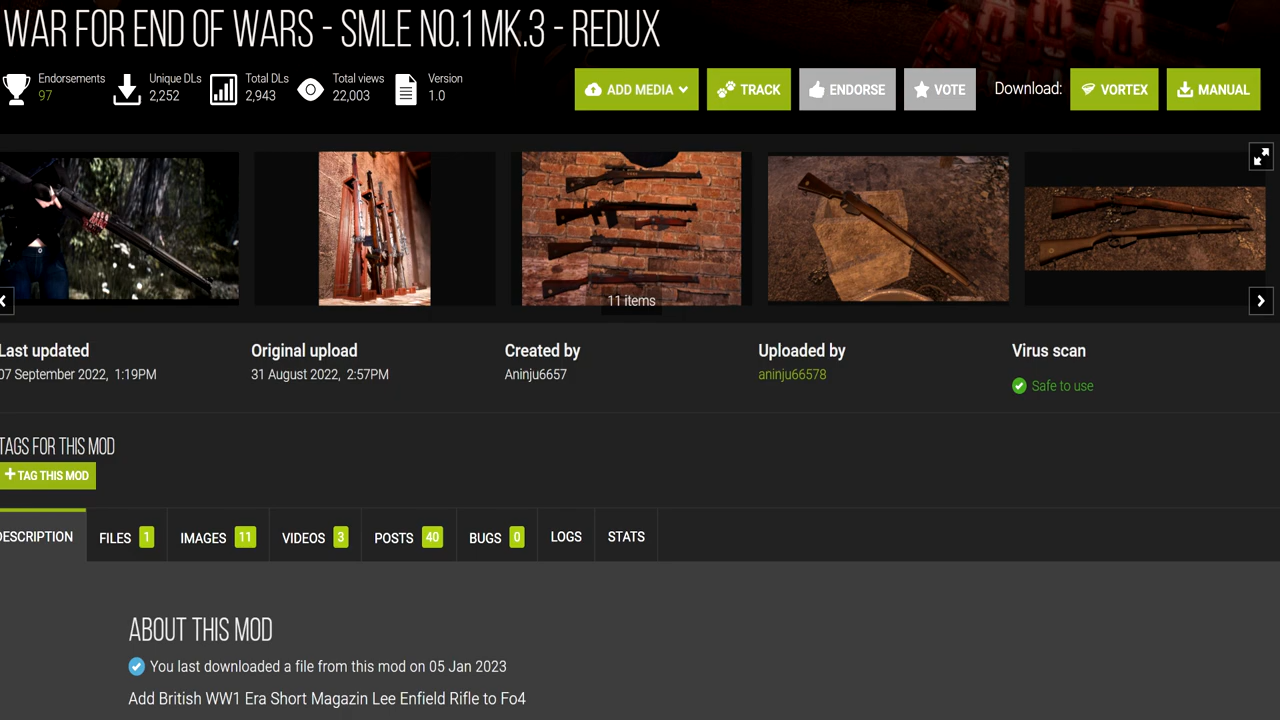 WAR FOR END OF WARS - SMLE NO.1 MK.3 - REDUX
Endorsements
97
Unique DLs
2,252
Total DLs
2,943
Total views
22,003
Version
1.0
ADD MEDIA
TRACK
ENDORSE
VOTE
Download:
VORTEX
MANUAL
11 items
Last updated
07 September 2022, 1:19PM
Original upload
31 August 2022, 2:57PM
Created by
Aninju6657
Uploaded by
aninju66578
Virus scan
Safe to use
TAGS FOR THIS MOD
+ TAG THIS MOD
DESCRIPTION
FILES 1
IMAGES 11
VIDEOS 3
POSTS 40
BUGS 0
LOGS
STATS
ABOUT THIS MOD
You last downloaded a file from this mod on 05 Jan 2023
Add British WW1 Era Short Magazin Lee Enfield Rifle to Fo4